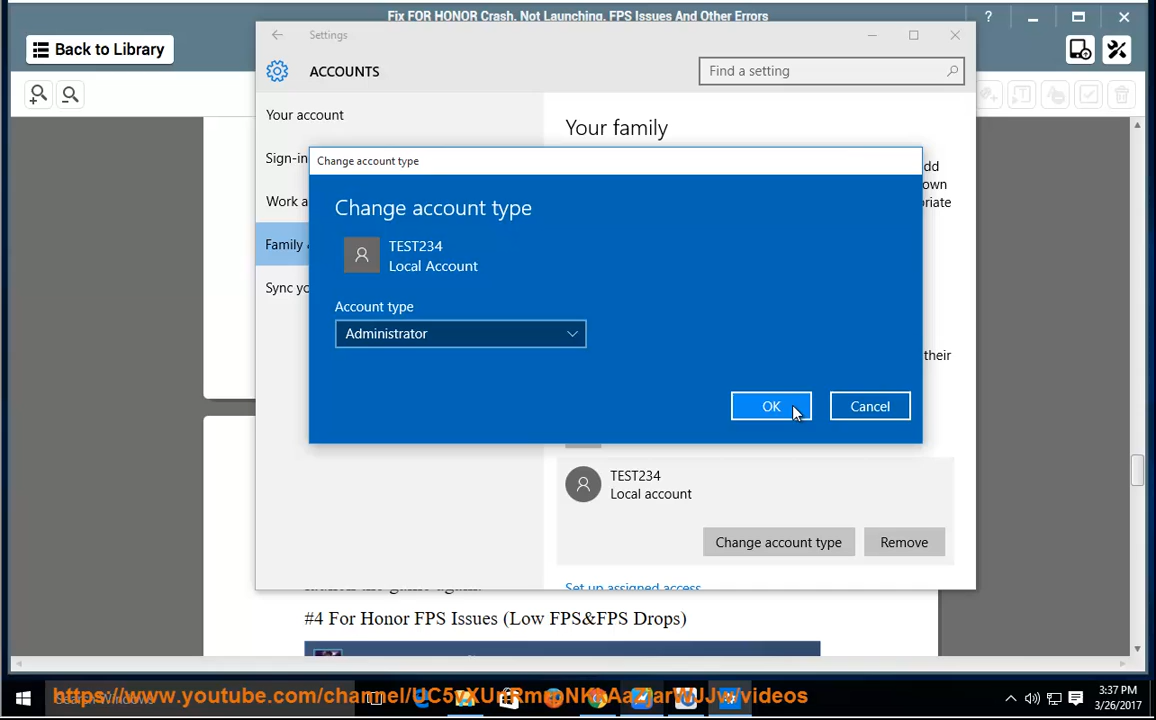 Fix FOR HONOR Crash, Not Launching, FPS Issues And Other Errors
Back to Library
Settings
ACCOUNTS
Find a setting
Your account
Your family
Sign-in
Work a
Family
Sync yo
dd
own
riate
their
Change account type
Change account type
TEST234
Local Account
Account type
Administrator
OK
Cancel
TEST234
Local account
Change account type
Remove
Set up assigned access
#4 For Honor FPS Issues (Low FPS&FPS Drops)
3:37 PM
3/26/2017